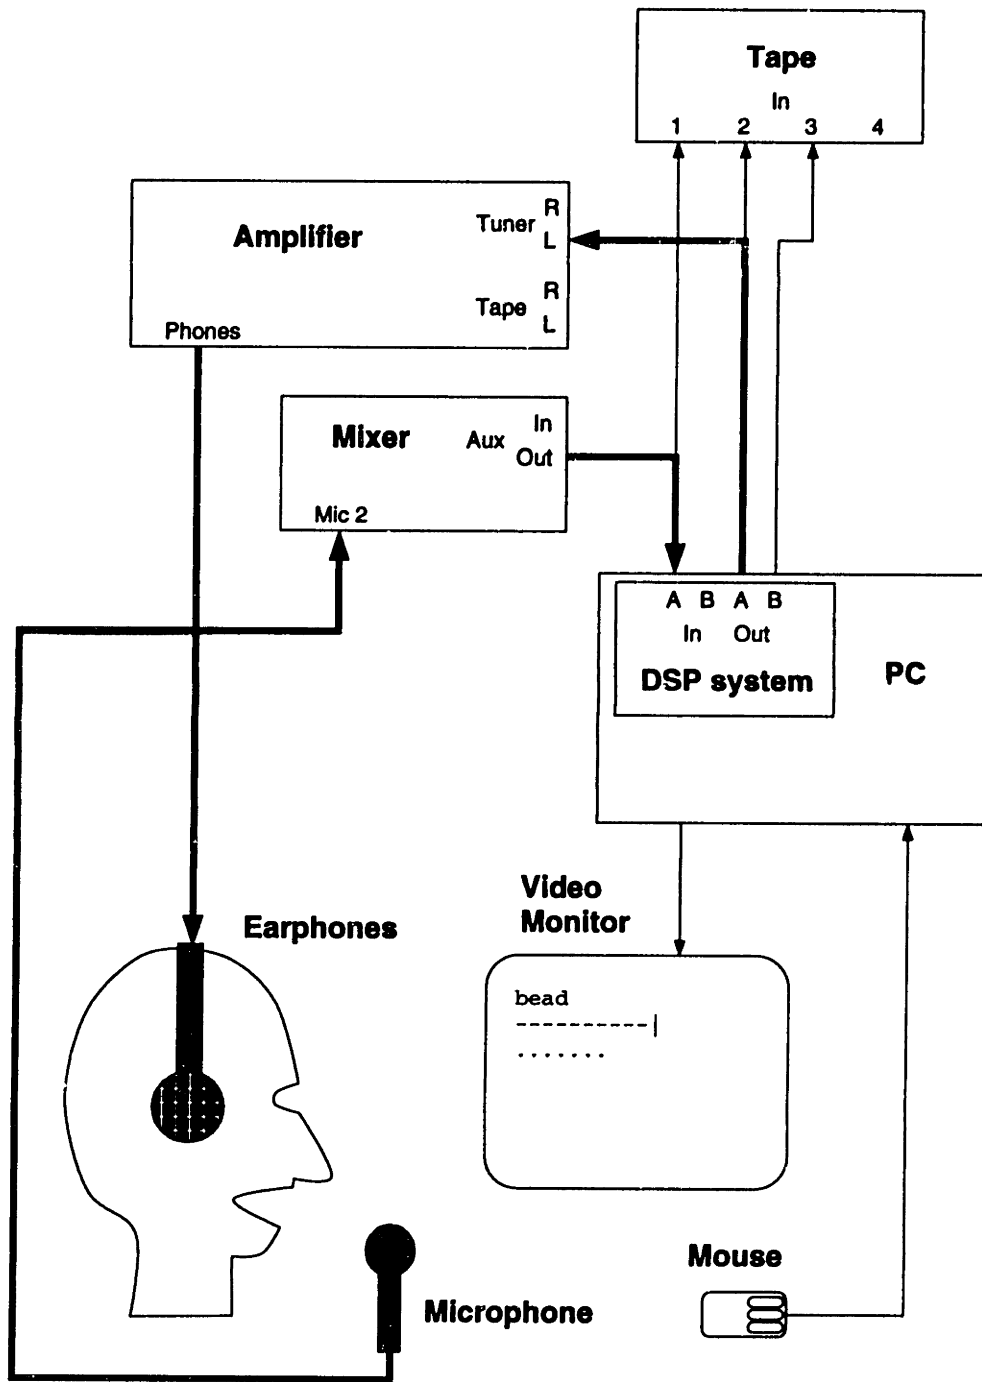 Tape
In
1 2 3 4
Amplifier
Tuner R
L
Tape R
L
Phones
Mixer
Aux In
Out
Mic 2
A B A B
In Out
DSP system
PC
Video
Monitor
Earphones
bead
----------|
.......
Mouse
Microphone